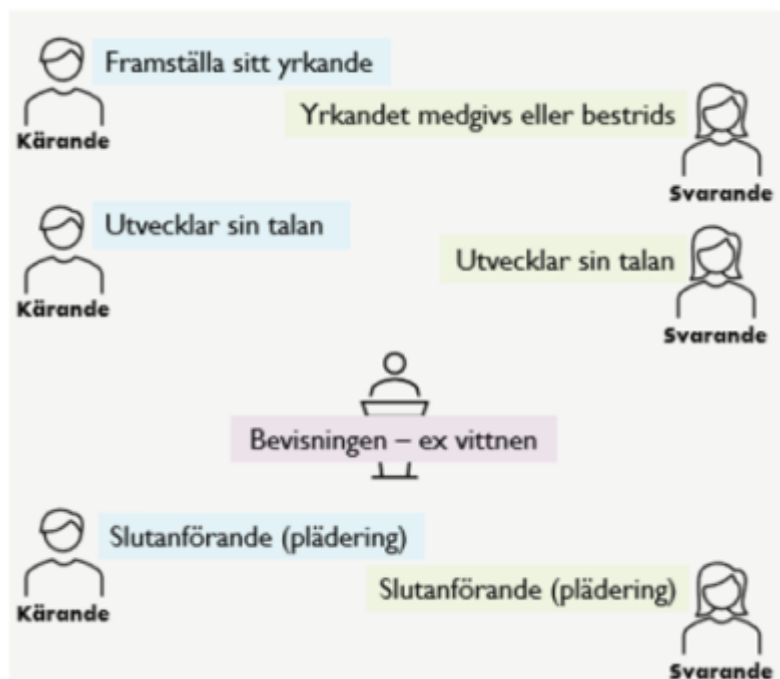 Framställa sitt yrkande
Kärande
Yrkandet medgivs eller bestrids
Svarande
Utvecklar sin talan
Kärande
Utvecklar sin talan
Svarande
Bevisningen – ex vittnen
Slutanförande (plädering)
Kärande
Slutanförande (plädering)
Svarande